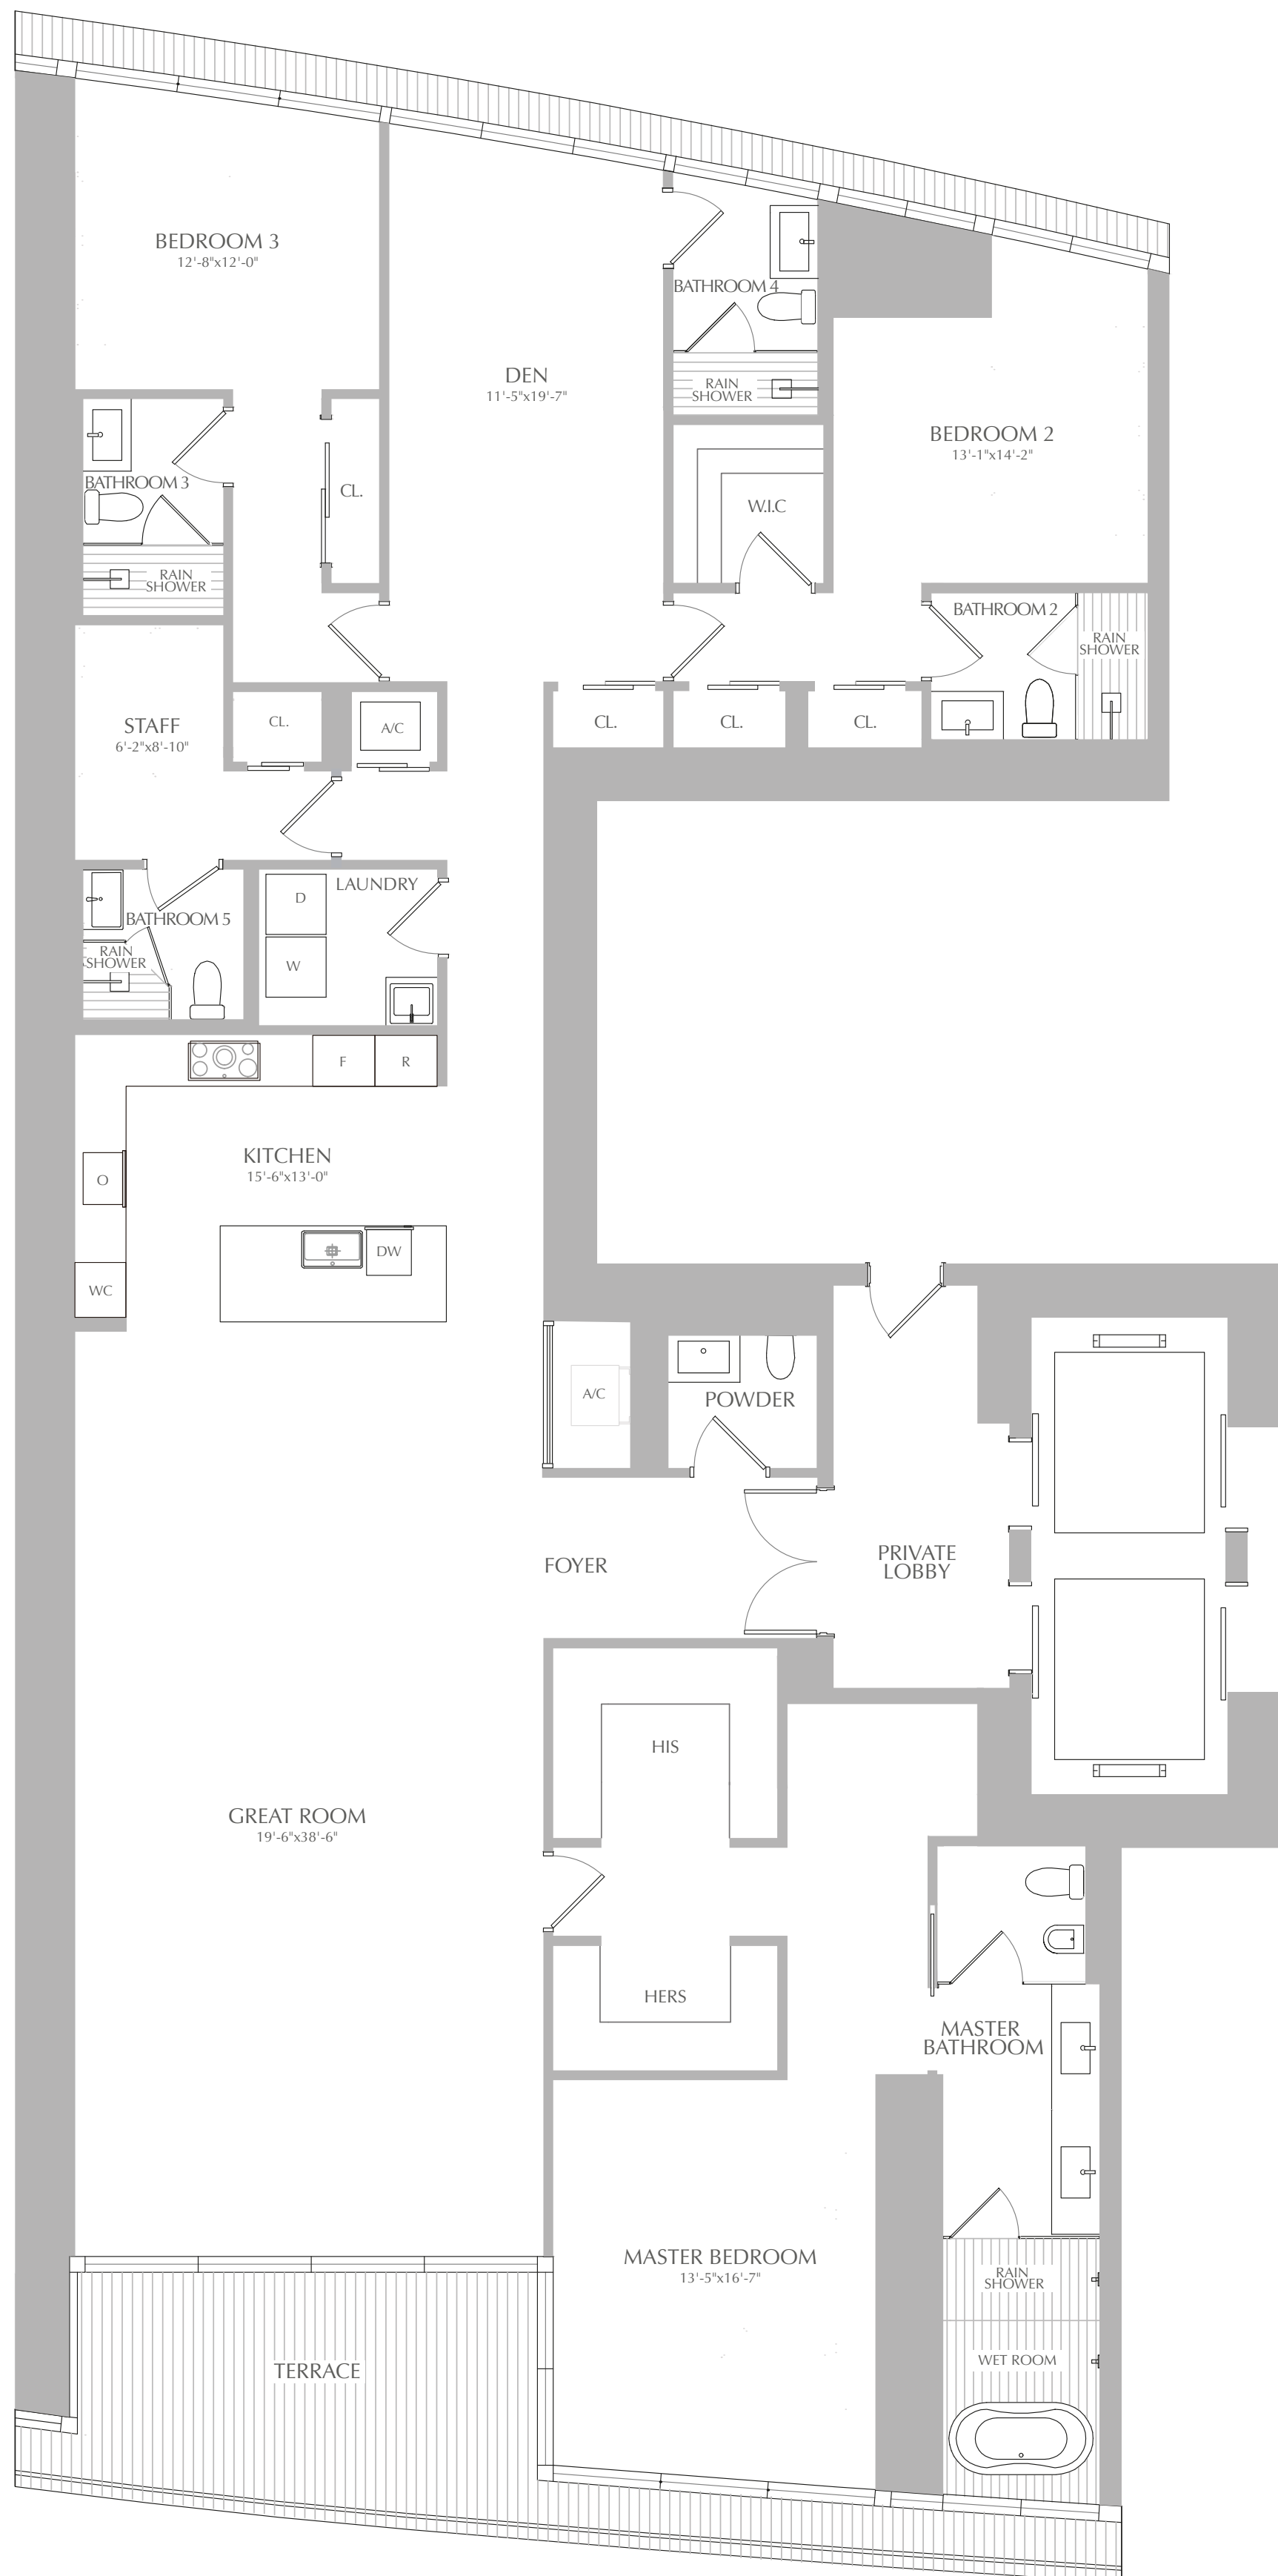 BEDROOM 3
12'-8"x12'-0"
BATHROOM 4
RAIN
SHOWER
DEN
11'-5"x19'-7"
BEDROOM 2
13'-1"x14'-2"
BATHROOM 3
CL.
W.I.C
RAIN
SHOWER
BATHROOM 2
RAIN
SHOWER
STAFF
6'-2"x8'-10"
CL.
A/C
CL.
CL.
CL.
LAUNDRY
D
W
BATHROOM 5
RAIN
SHOWER
F
R
KITCHEN
15'-6"x13'-0"
O
DW
WC
A/C
POWDER
FOYER
PRIVATE
LOBBY
HIS
GREAT ROOM
19'-6"x38'-6"
HERS
MASTER
BATHROOM
MASTER BEDROOM
13'-5"x16'-7"
RAIN
SHOWER
WET ROOM
TERRACE